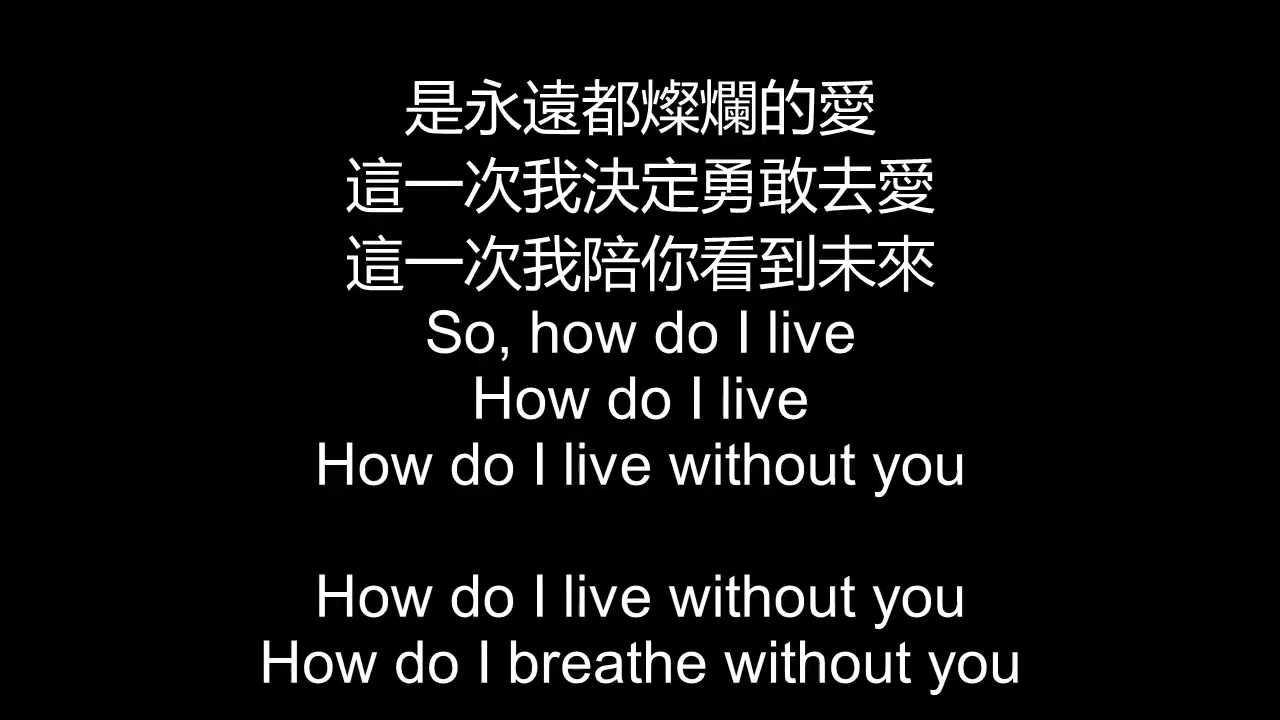 是永遠都燦爛的愛
這一次我決定勇敢去愛
這一次我陪你看到未來
So, how do I live
How do I live
How do I live without you
How do I live without you
How do I breathe without you